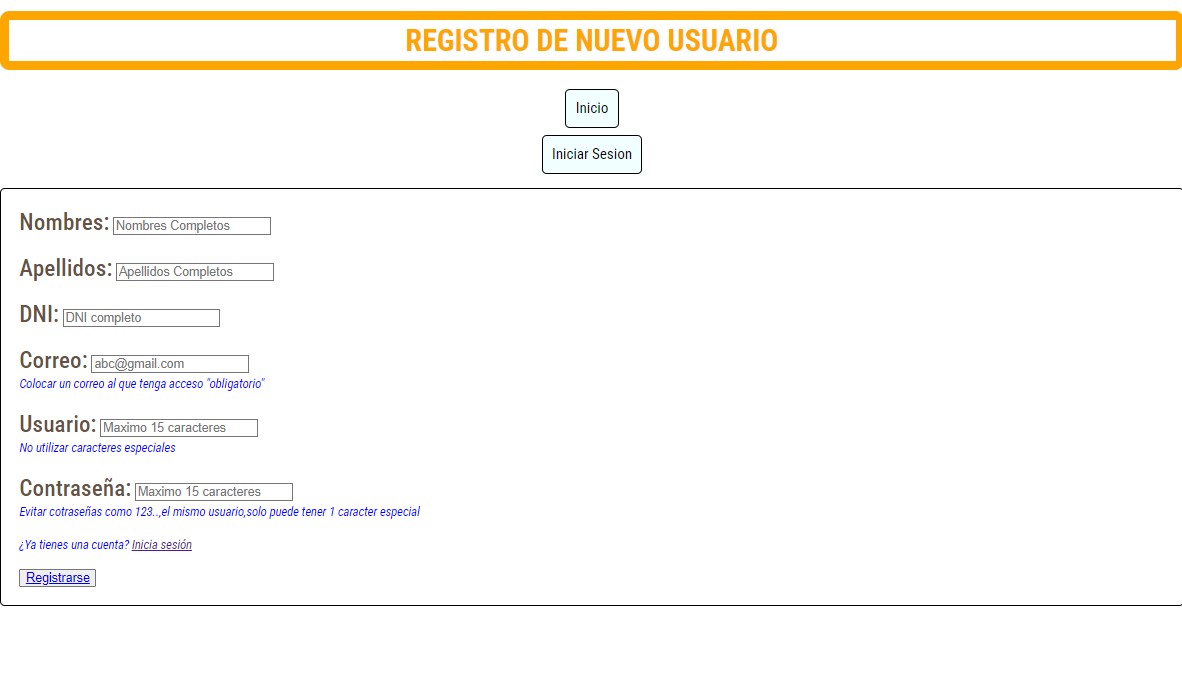 REGISTRO DE NUEVO USUARIO
Inicio
Iniciar Sesion
Nombres: Nombres Completos
Apellidos: Apellidos Completos
DNI: DNI completo
Correo: abc@gmail.com
Colocar un correo al que tenga acceso "obligatorio"
Usuario: Maximo 15 caracteres
No utilizar caracteres especiales
Contraseña: Maximo 15 caracteres
Evitar cotraseñas como 123..,el mismo usuario,solo puede tener 1 caracter especial
¿Ya tienes una cuenta? Inicia sesión
Registrarse